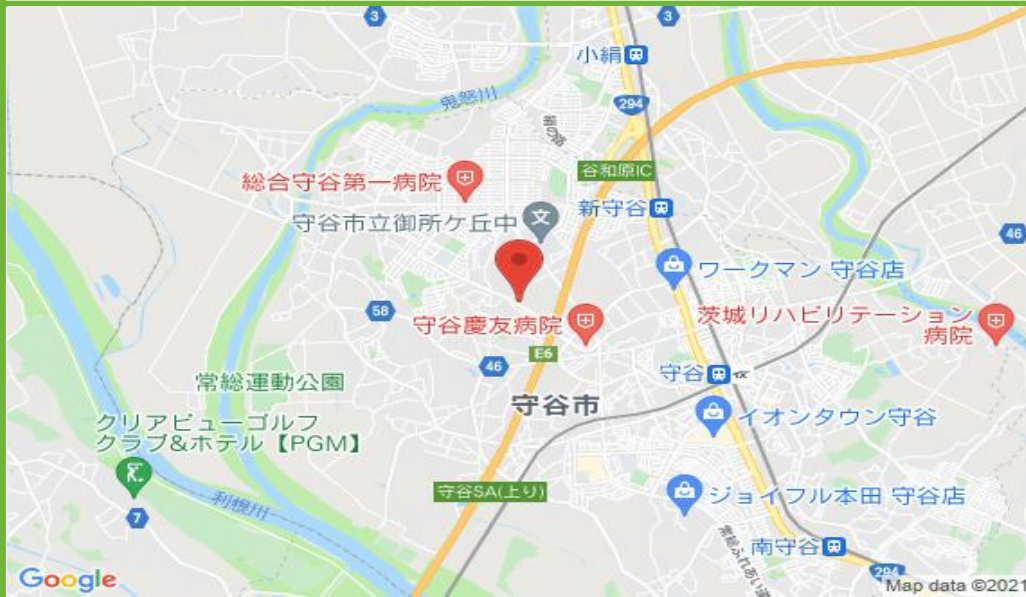 3
3
小絹
294
鬼怒川
谷和原IC
総合守谷第一病院
守谷市立御所ケ丘中
文
新守谷
46
ワークマン 守谷店
58
守谷慶友病院
茨城リハビリテーション
病院
E6
46
守谷
常総運動公園
守谷市
クリアビューゴルフ
クラブ&ホテル【PGM】
イオンタウン守谷
守谷SA(上り)
ジョイフル本田 守谷店
利根川
7
南守谷
294
Google
Map data ©2021